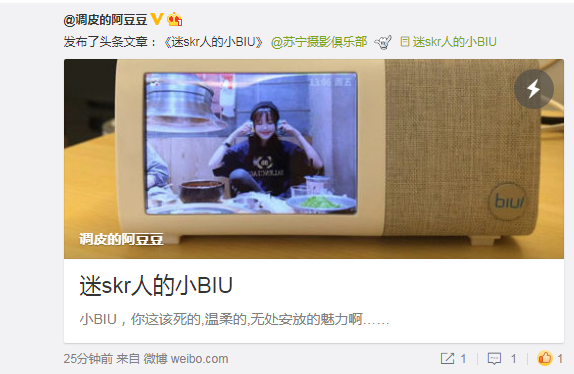 @调皮的阿豆豆
发布了头条文章：《迷skr人的小BIU》 @苏宁摄影俱乐部 迷skr人的小BIU
13:06 周五
biu!
调皮的阿豆豆
迷skr人的小BIU
小BIU，你这该死的,温柔的,无处安放的魅力啊……
25分钟前 来自 微博 weibo.com
1 1 1